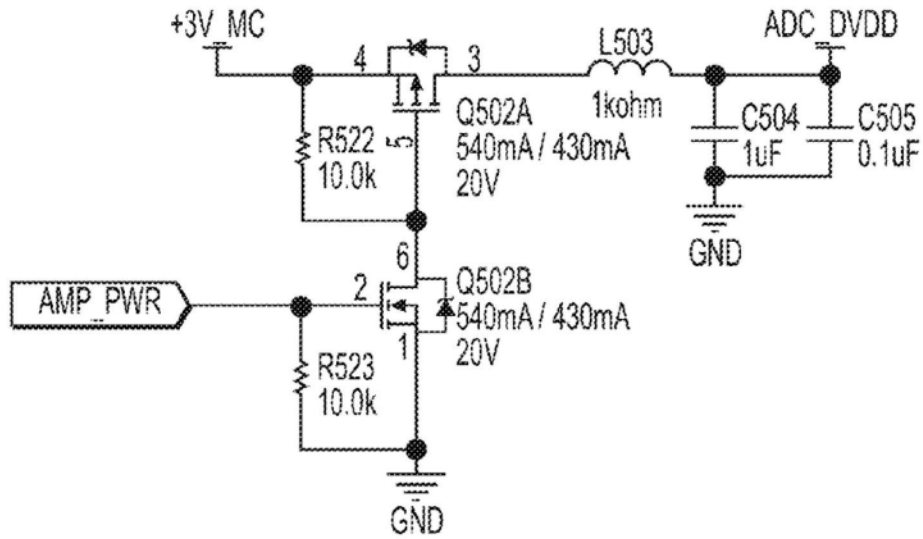 +3V_MC
4
3
L503
ADC_DVDD
1kohm
R522
10.0k
5
Q502A
540mA / 430mA
20V
C504
1uF
C505
0.1uF
GND
6
AMP_PWR
2
Q502B
540mA / 430mA
20V
1
R523
10.0k
GND